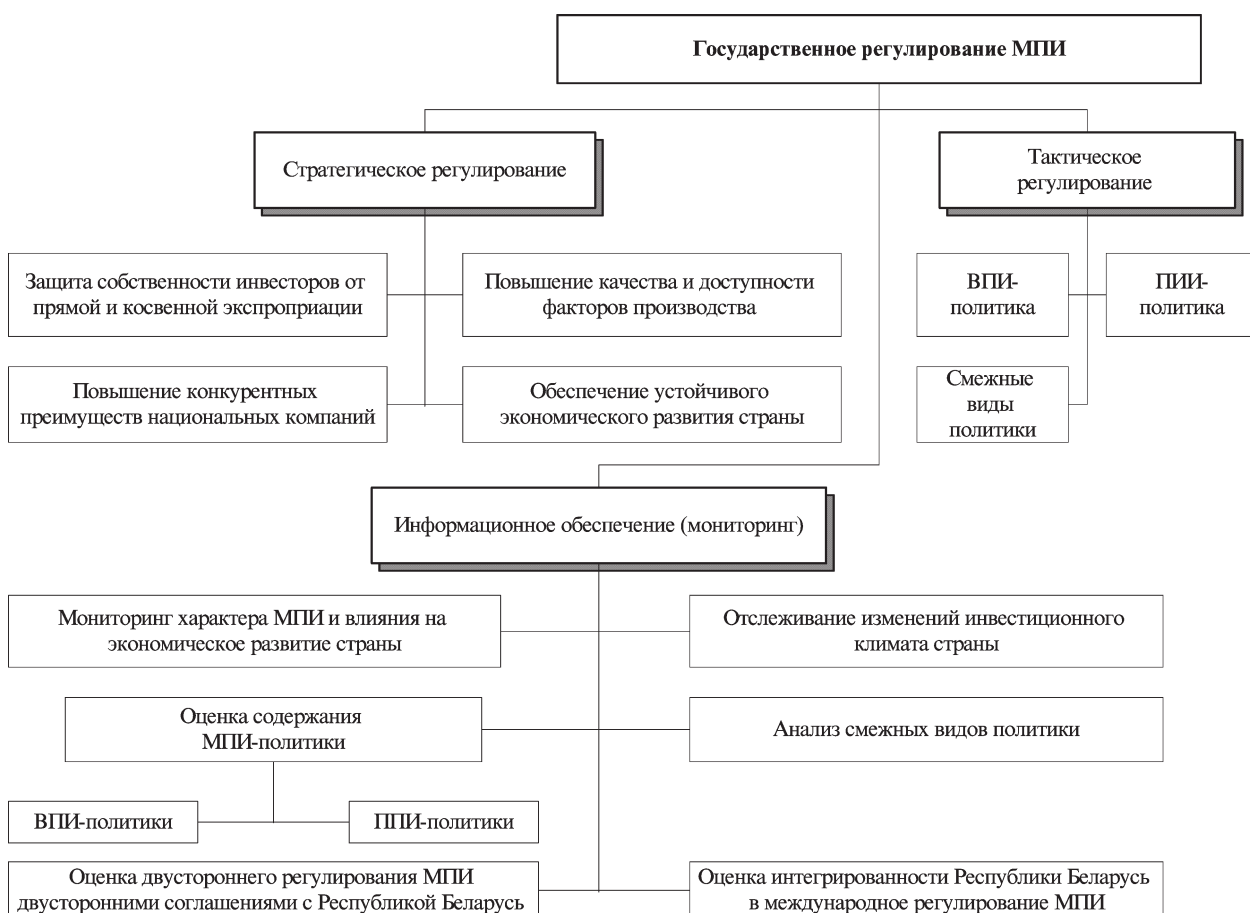 Государственное регулирование МПИ
Стратегическое регулирование
Тактическое
регулирование
Защита собственности инвесторов от
прямой и косвенной экспроприации
Повышение качества и доступности
факторов производства
ВПИ-
политика
ПИИ-
политика
Повышение конкурентных
преимуществ национальных компаний
Обеспечение устойчивого
экономического развития страны
Смежные
виды
политики
Информационное обеспечение (мониторинг)
Мониторинг характера МПИ и влияния на
экономическое развитие страны
Отслеживание изменений инвестиционного
климата страны
Оценка содержания
МПИ-политики
Анализ смежных видов политики
ВПИ-политики
ППИ-политики
Оценка двустороннего регулирования МПИ
двусторонними соглашениями с Республикой Беларусь
Оценка интегрированности Республики Беларусь
в международное регулирование МПИ